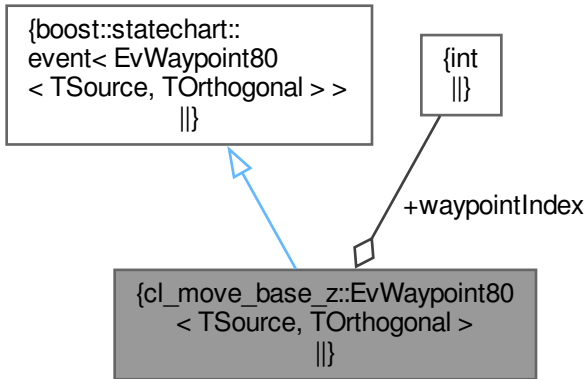 {boost::statechart::
event< EvWaypoint80
< TSource, TOrthogonal > >
||}
{int
||}
+waypointIndex
{cl_move_base_z::EvWaypoint80
< TSource, TOrthogonal >
||}